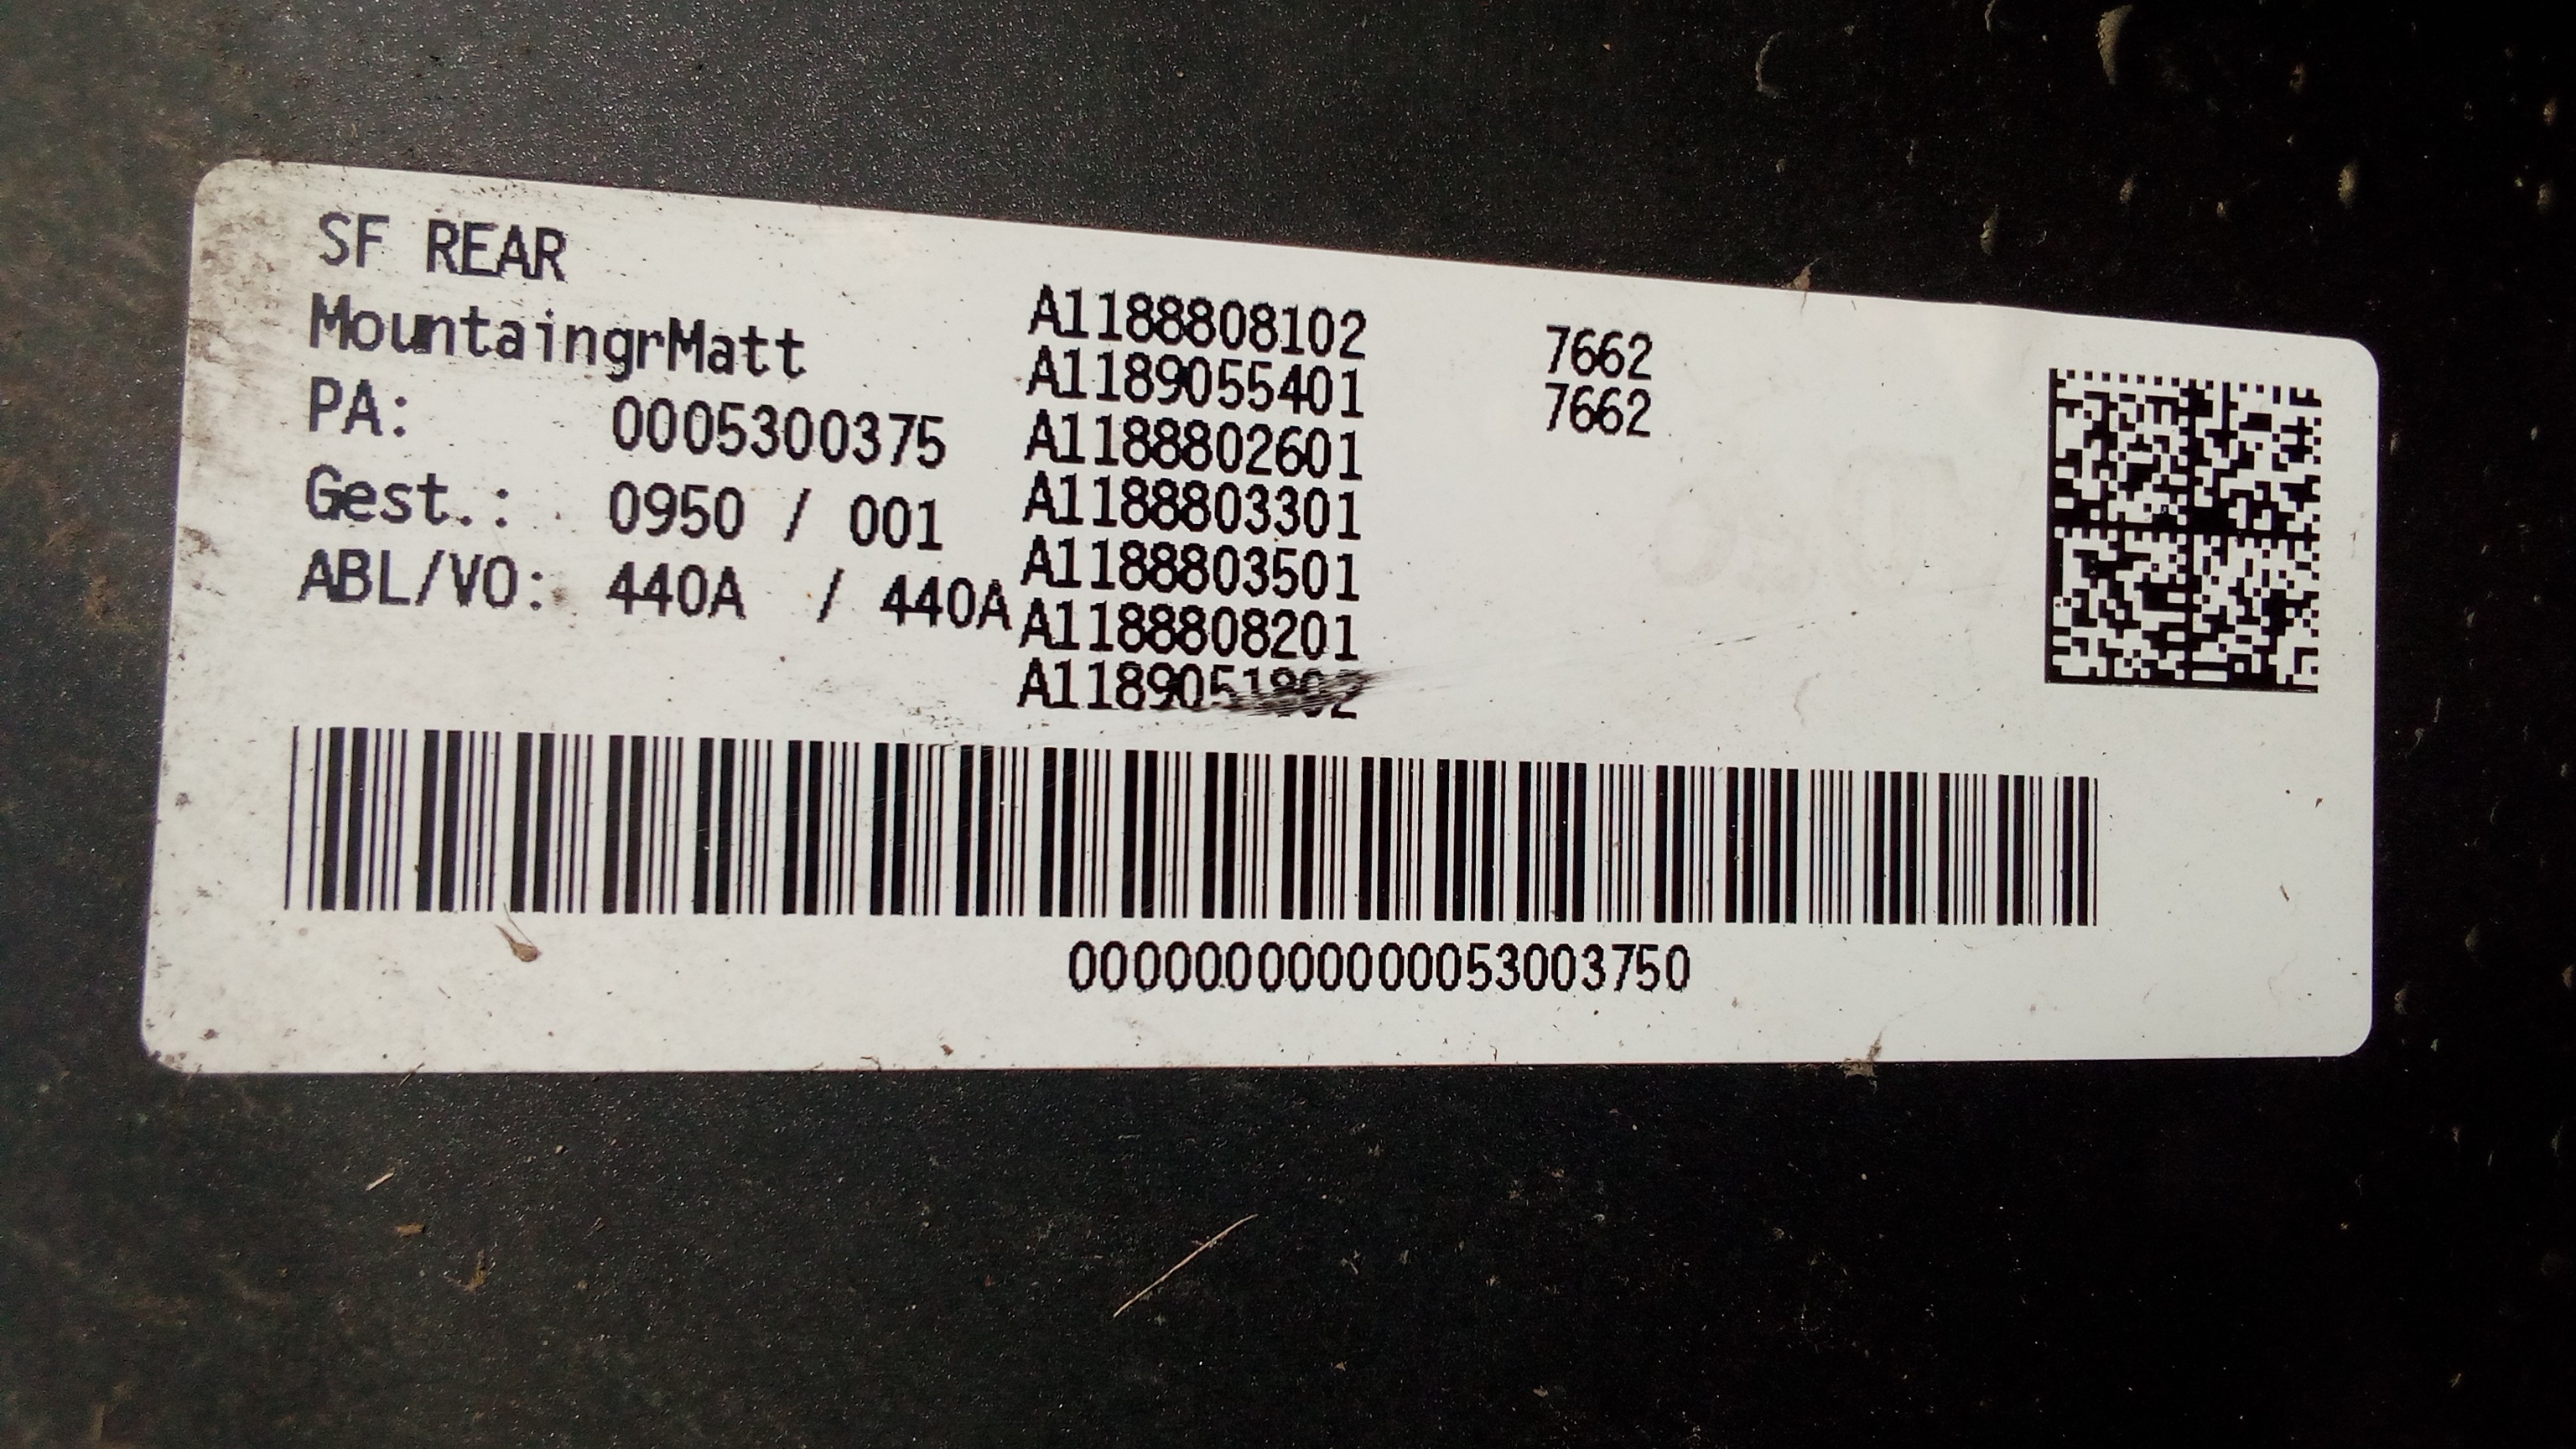 SF REAR
MountaingrMatt
PA: 0005300375
Gest.: 0950 / 001
ABL/VO: 440A / 440A
A1188808102 7662
A1189055401 7662
A1188802601
A1188803301
A1188803501
A1188808201
00000000000053003750